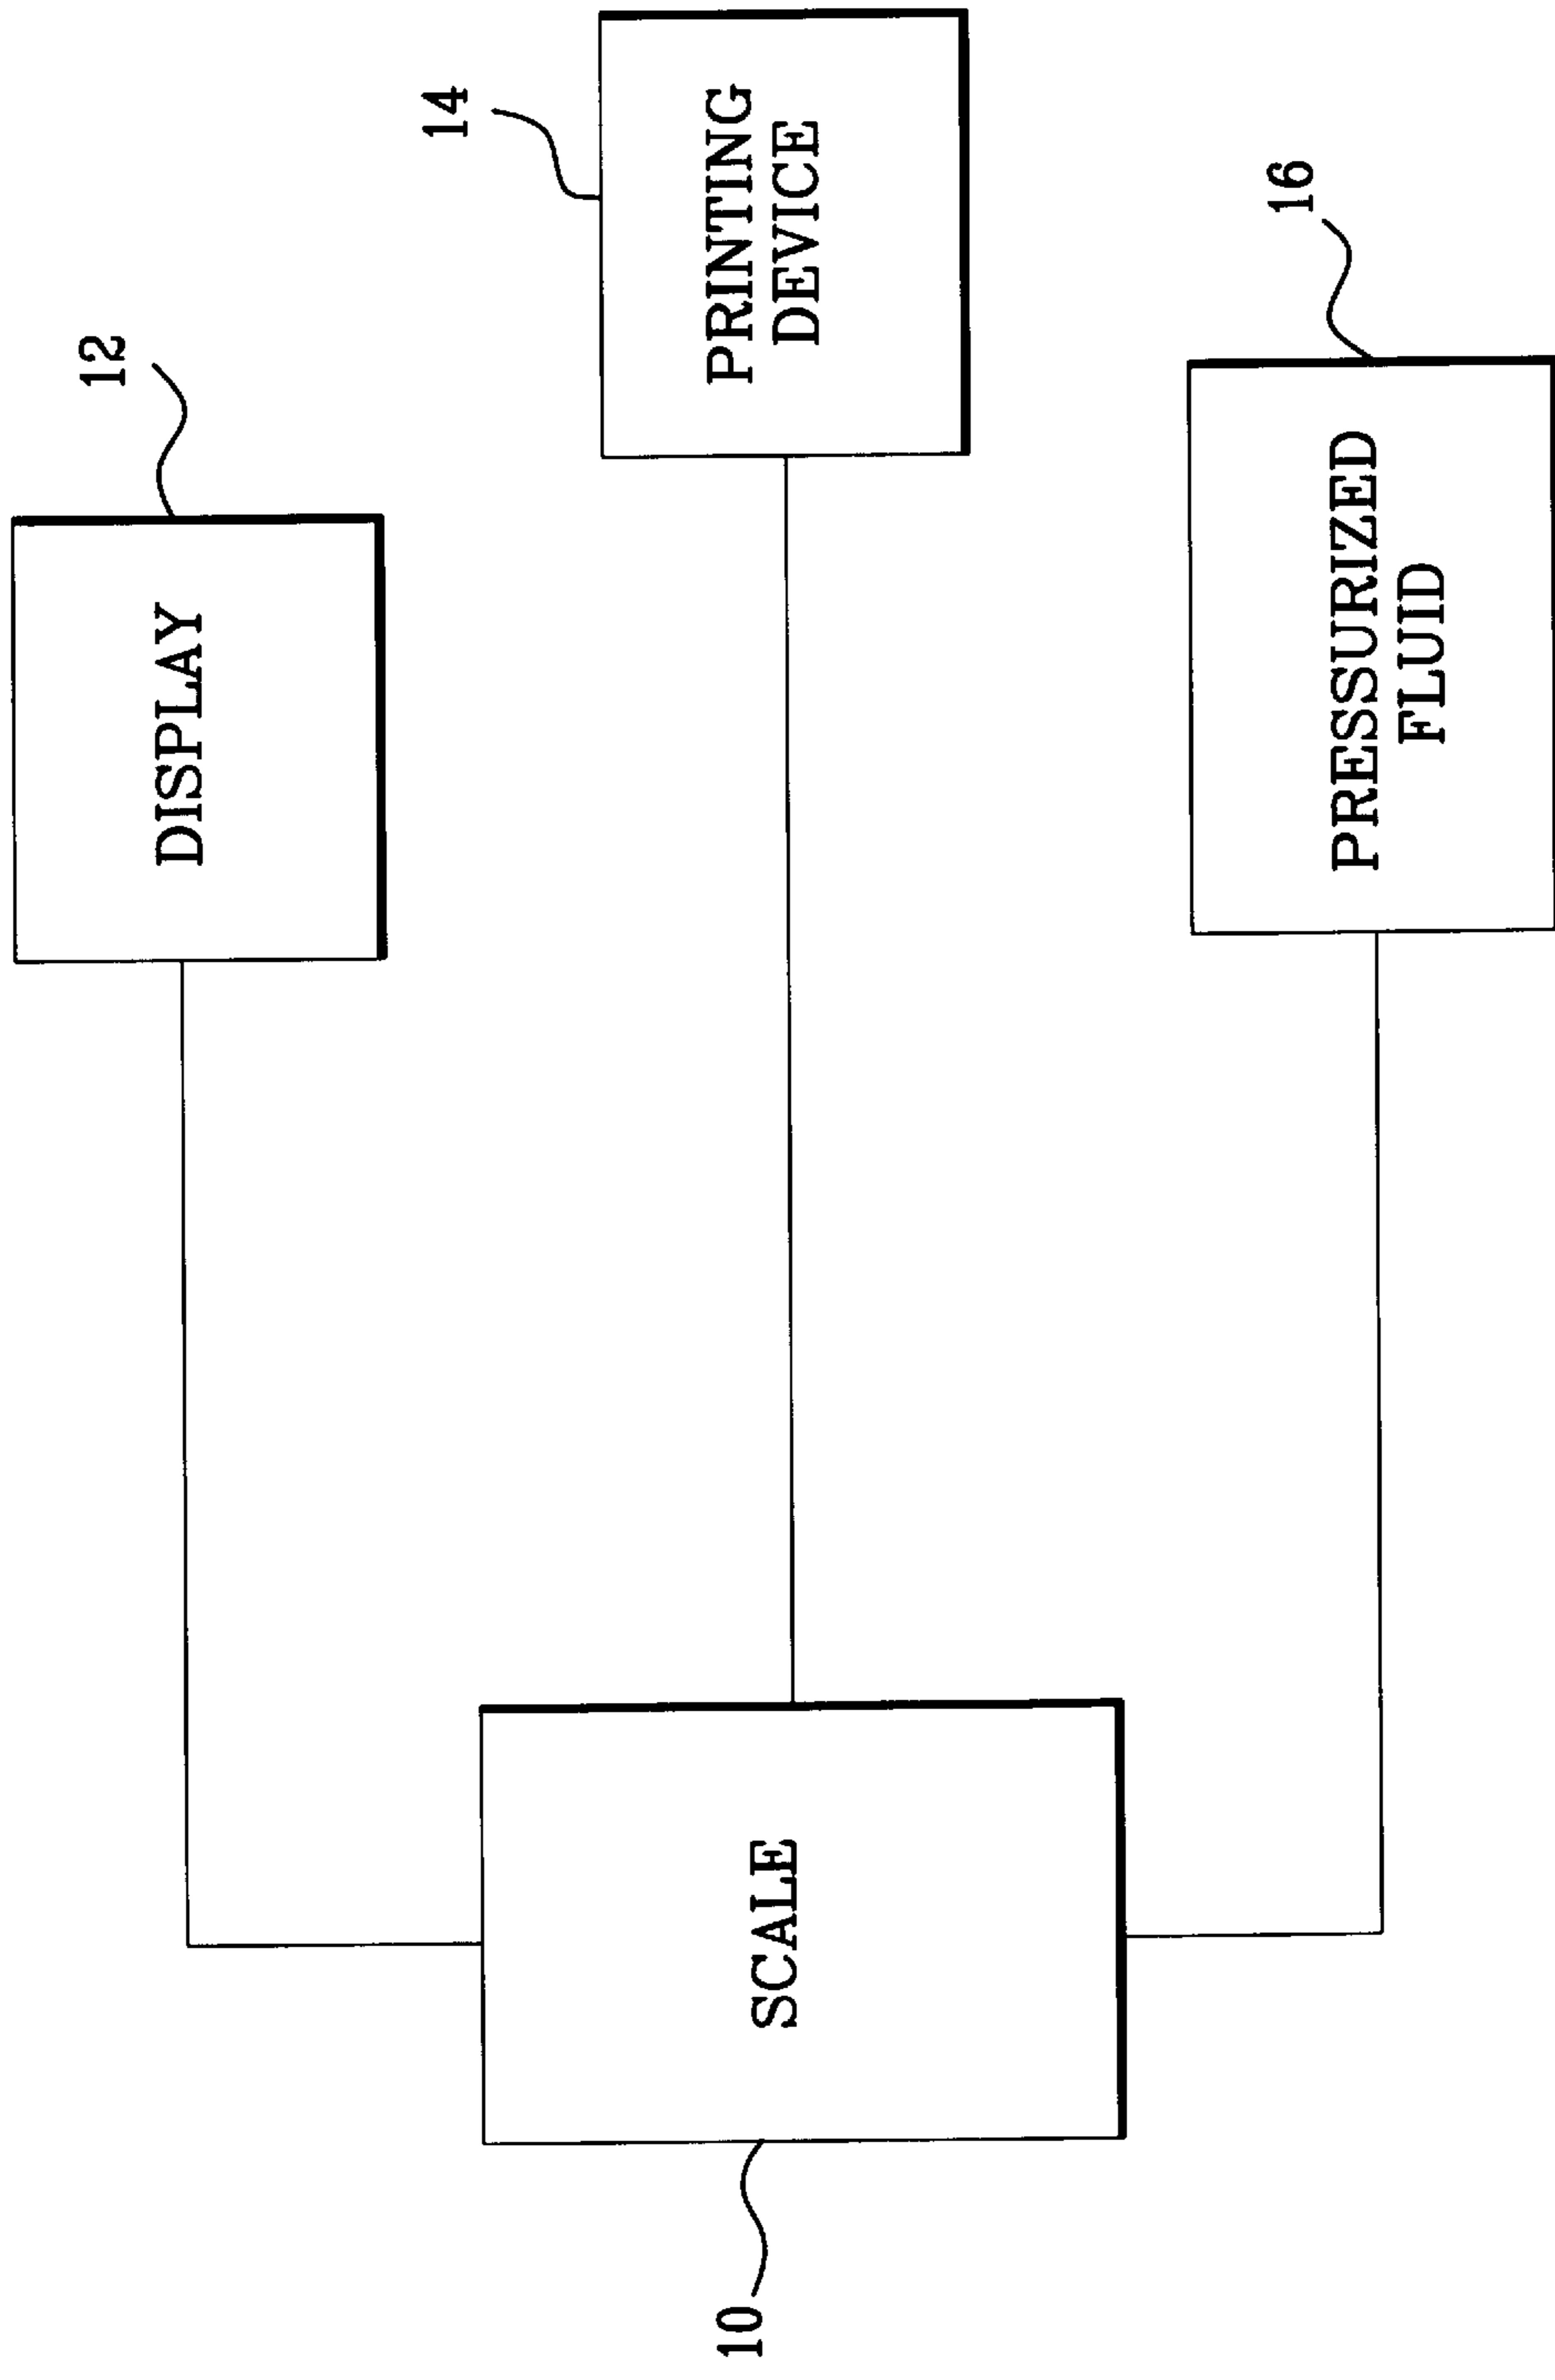 12
DISPLAY
14
PRINTING
DEVICE
10
SCALE
16
PRESSURIZED
FLUID